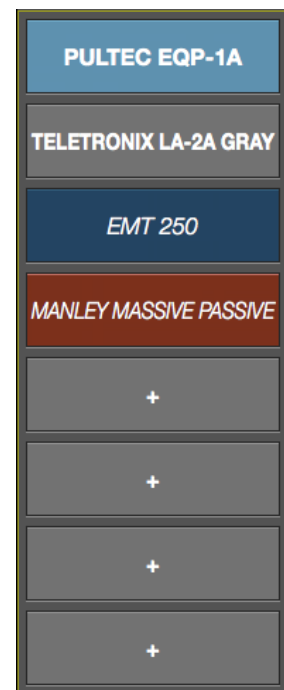 PULTEC EQP-1A
TELETRONIX LA-2A GRAY
EMT 250
MANLEY MASSIVE PASSIVE
+
+
+
+